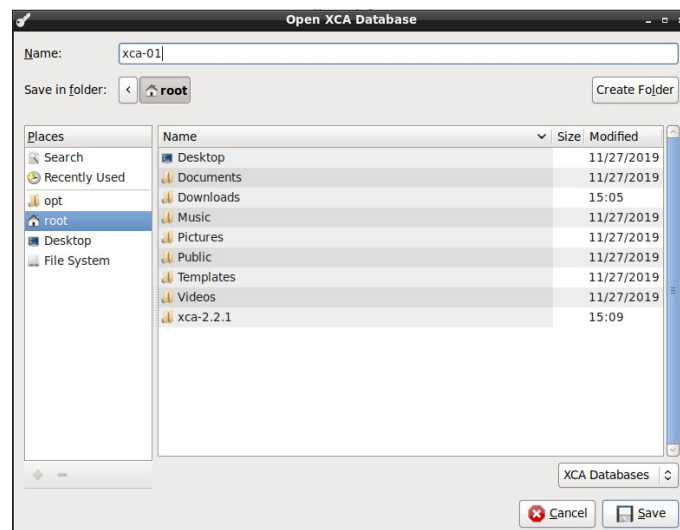 Open XCA Database
Name: xca-01
Save in folder: root Create Folder
Places Name Size Modified
Search Desktop 11/27/2019
Recently Used Documents 11/27/2019
opt Downloads 15:05
root Music 11/27/2019
Desktop Pictures 11/27/2019
File System Public 11/27/2019
Templates 11/27/2019
Videos 11/27/2019
xca-2.2.1 15:09
XCA Databases
Cancel Save